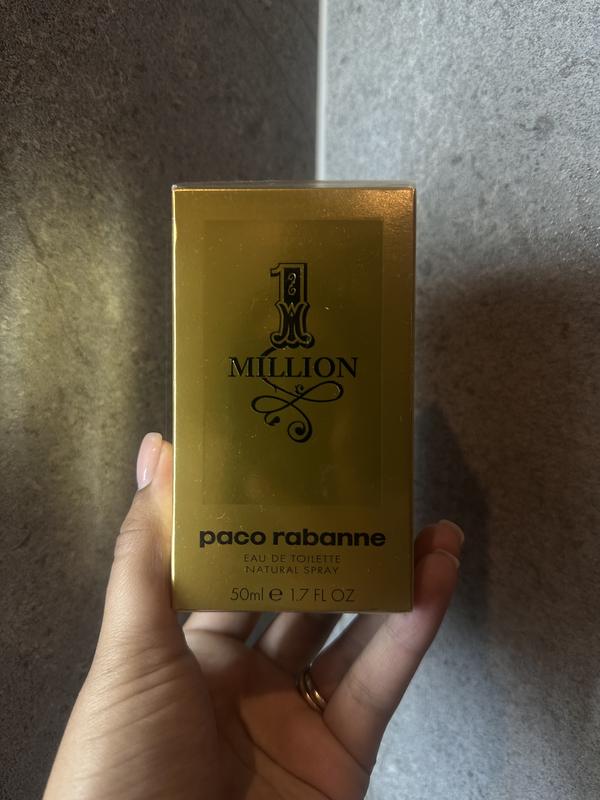 1
MILLION
paco rabanne
EAU DE TOILETTE
NATURAL SPRAY
50ml ℮ 1.7 FL OZ